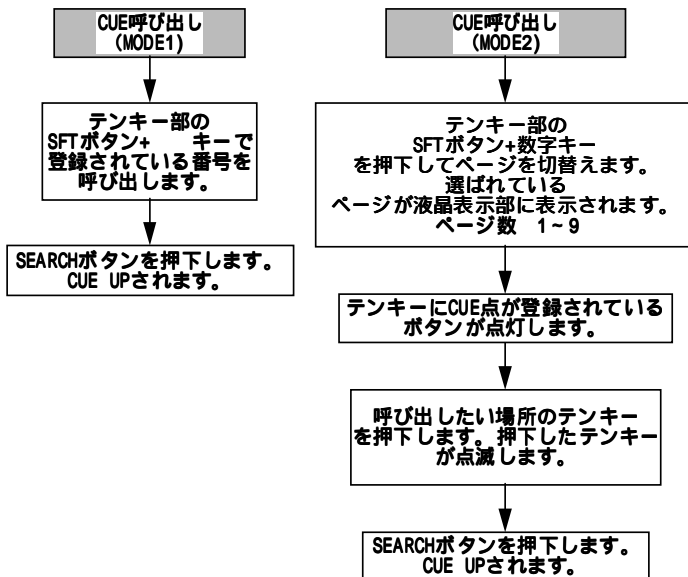 CUE呼び出し
(MODE1)
テンキー部の
SFTボタン+　　キーで
登録されている番号を
呼び出します。
SEARCHボタンを押下します。
CUE UPされます。
CUE呼び出し
(MODE2)
テンキー部の
SFTボタン+数字キー
を押下してページを切替えます。
選ばれている
ページが液晶表示部に表示されます。
ページ数　1~9
テンキーにCUE点が登録されている
ボタンが点灯します。
呼び出したい場所のテンキー
を押下します。押下したテンキー
が点滅します。
SEARCHボタンを押下します。
CUE UPされます。